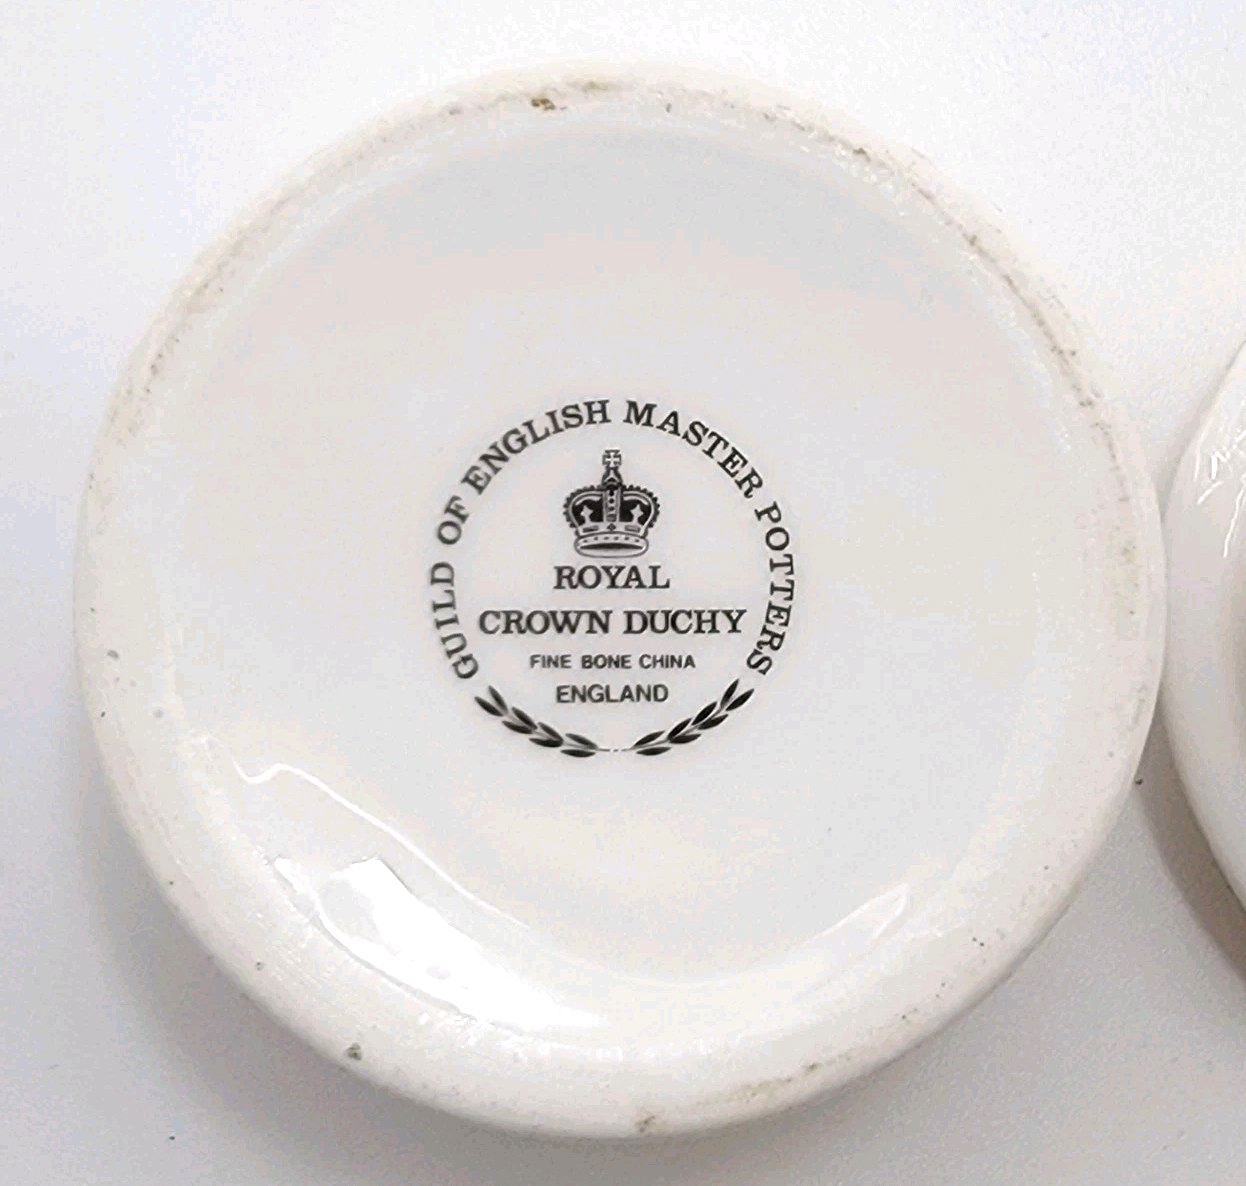 GUILD OF ENGLISH MASTER POTTERS
ROYAL
CROWN DUCHY
FINE BONE CHINA
ENGLAND